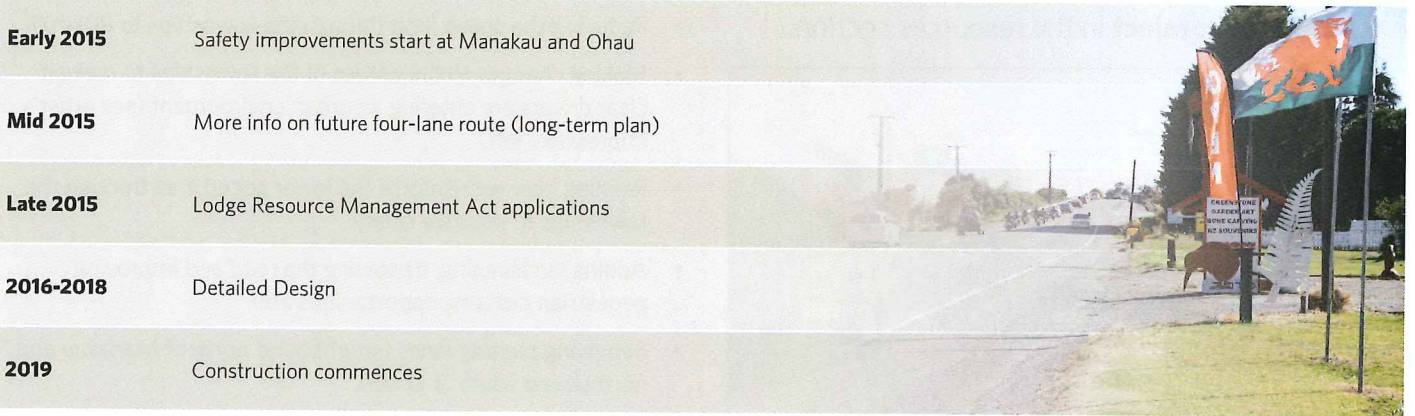 Early 2015 Safety improvements start at Manakau and Ohau
Mid 2015 More info on future four-lane route (long-term plan)
Late 2015 Lodge Resource Management Act applications
2016-2018 Detailed Design
2019 Construction commences
OPEN
GREENSTONE
GARDEN ART
BONE CARVING
NZ SOUVENIRS